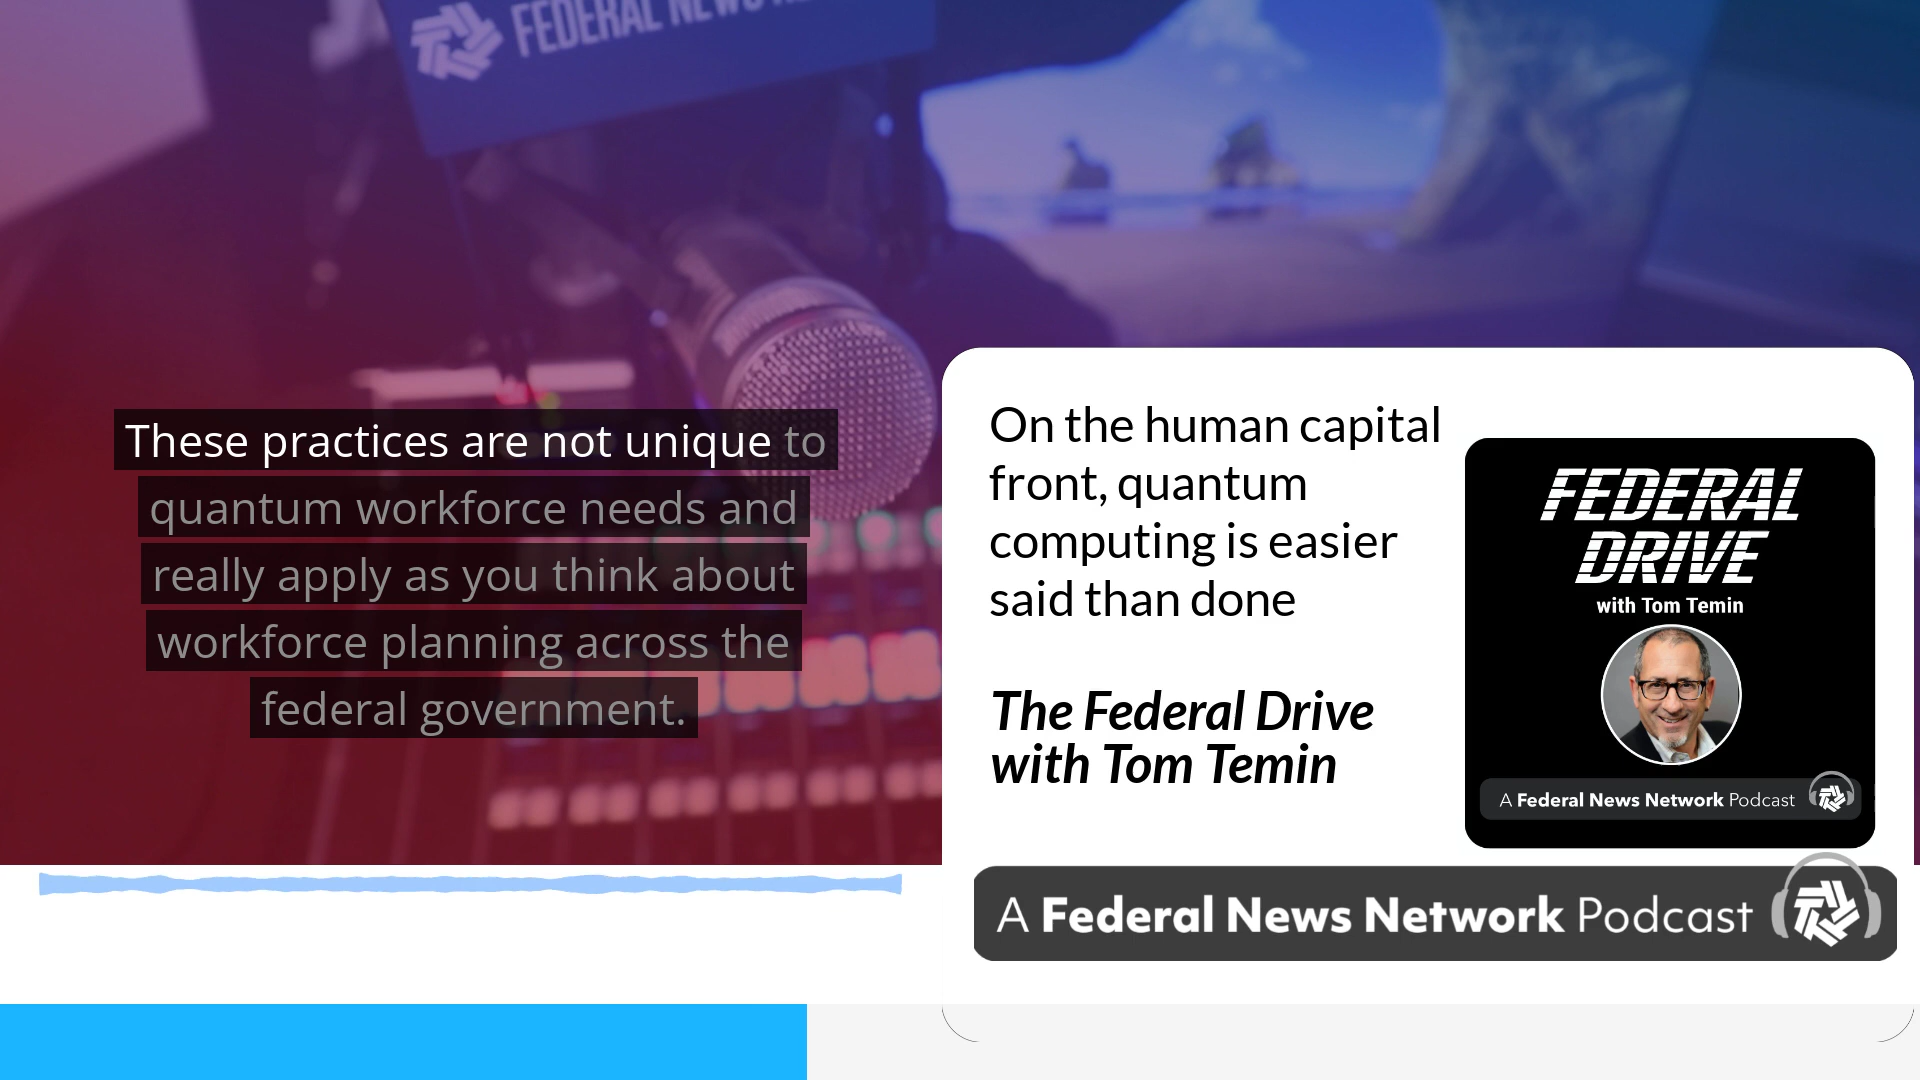 FEDERAL NEWS
These practices are not unique to
quantum workforce needs and
really apply as you think about
workforce planning across the
federal government.
On the human capital
front, quantum
computing is easier
said than done
The Federal Drive
with Tom Temin
FEDERAL
DRIVE
with Tom Temin
A Federal News Network Podcast
A Federal News Network Podcast